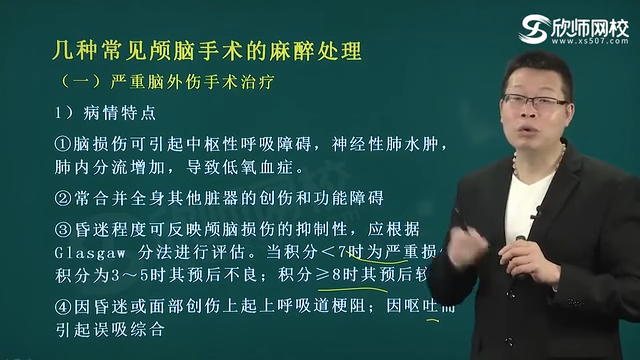 欣师网校
www.xs507.com
几种常见颅脑手术的麻醉处理
（一）严重脑外伤手术治疗
1）病情特点
①脑损伤可引起中枢性呼吸障碍，神经性肺水肿，
肺内分流增加，导致低氧血症。
②常合并全身其他脏器的创伤和功能障碍
③昏迷程度可反映颅脑损伤的抑制性，应根据
Glasgaw 分法进行评估。当积分＜7时为严重损
积分为3～5时其预后不良；积分≥8时其预后较
④因昏迷或面部创伤上起上呼吸道梗阻；因呕吐而
引起误吸综合